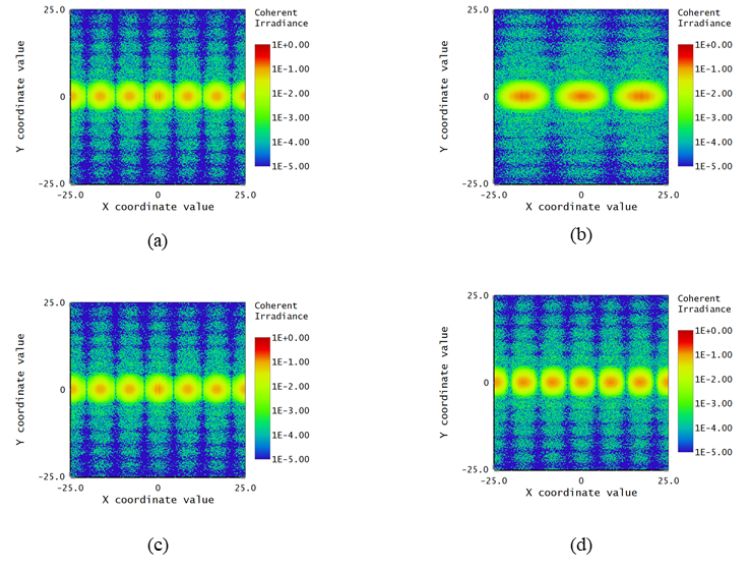 Coherent
Irradiance
25.0
1E+0.00
1E-1.00
1E-2.00
1E-3.00
1E-4.00
1E-5.00
Y coordinate value
0
-25.0
-25.0
0
25.0
X coordinate value
(a)
Coherent
Irradiance
25.0
1E+0.00
1E-1.00
1E-2.00
1E-3.00
1E-4.00
1E-5.00
Y coordinate value
0
-25.0
-25.0
0
25.0
X coordinate value
(b)
Coherent
Irradiance
25.0
1E+0.00
1E-1.00
1E-2.00
1E-3.00
1E-4.00
1E-5.00
Y coordinate value
0
-25.0
-25.0
0
25.0
X coordinate value
(c)
Coherent
Irradiance
25.0
1E+0.00
1E-1.00
1E-2.00
1E-3.00
1E-4.00
1E-5.00
Y coordinate value
0
-25.0
-25.0
0
25.0
X coordinate value
(d)